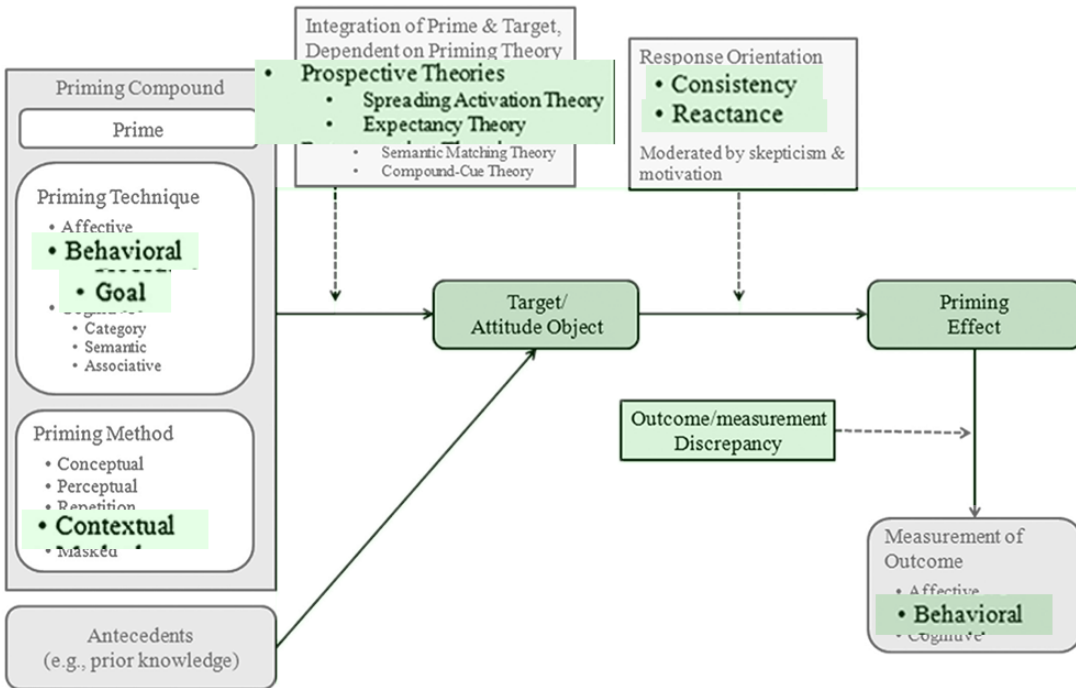 Integration of Prime & Target,
Dependent on Priming Theory
• Prospective Theories
• Spreading Activation Theory
• Expectancy Theory
• Semantic Matching Theory
• Compound-Cue Theory
Response Orientation
• Consistency
• Reactance
Moderated by skepticism &
motivation
Priming Compound
Prime
Priming Technique
• Affective
• Behavioral
• Goal
• Category
• Semantic
• Associative
Priming Method
• Conceptual
• Perceptual
• Repetition
• Contextual
• Masked
Antecedents
(e.g., prior knowledge)
Target/
Attitude Object
Priming
Effect
Outcome/measurement
Discrepancy
Measurement of
Outcome
• Affective
• Behavioral
• Cognitive